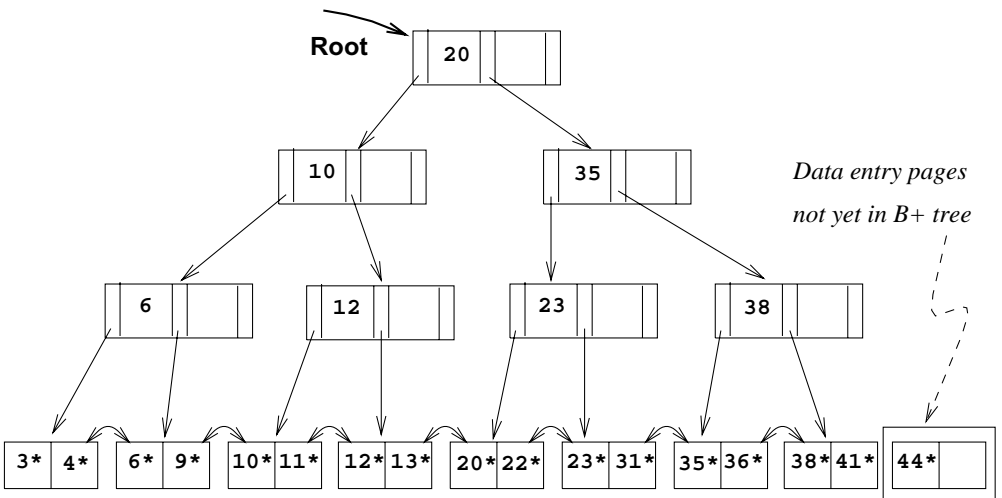 Root
20
10
35
Data entry pages
not yet in B+ tree
6
12
23
38
3* 4* 6* 9* 10* 11* 12* 13* 20* 22* 23* 31* 35* 36* 38* 41* 44*